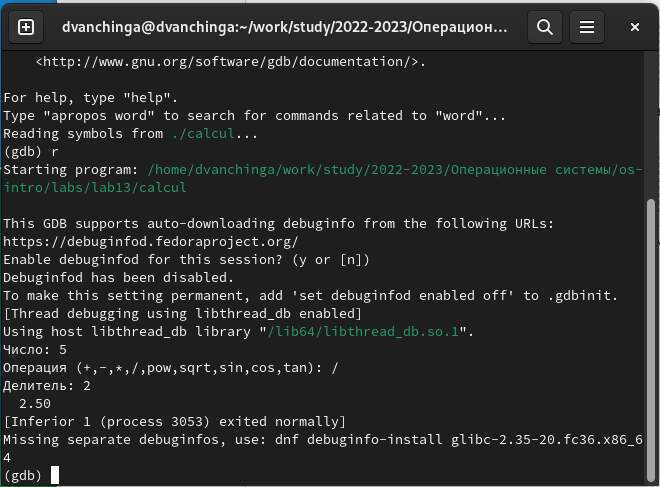 dvanchinga@dvanchinga:~/work/study/2022-2023/Операцион...
<http://www.gnu.org/software/gdb/documentation/>.
For help, type "help".
Type "apropos word" to search for commands related to "word"...
Reading symbols from ./calcul...
(gdb) r
Starting program: /home/dvanchinga/work/study/2022-2023/Операционные системы/os-
intro/labs/lab13/calcul
This GDB supports auto-downloading debuginfo from the following URLs:
https://debuginfod.fedoraproject.org/
Enable debuginfod for this session? (y or [n])
Debuginfod has been disabled.
To make this setting permanent, add 'set debuginfod enabled off' to .gdbinit.
[Thread debugging using libthread_db enabled]
Using host libthread_db library "/lib64/libthread_db.so.1".
Число: 5
Операция (+,-,*,/,pow,sqrt,sin,cos,tan): /
Делитель: 2
2.50
[Inferior 1 (process 3053) exited normally]
Missing separate debuginfos, use: dnf debuginfo-install glibc-2.35-20.fc36.x86_6
4
(gdb)